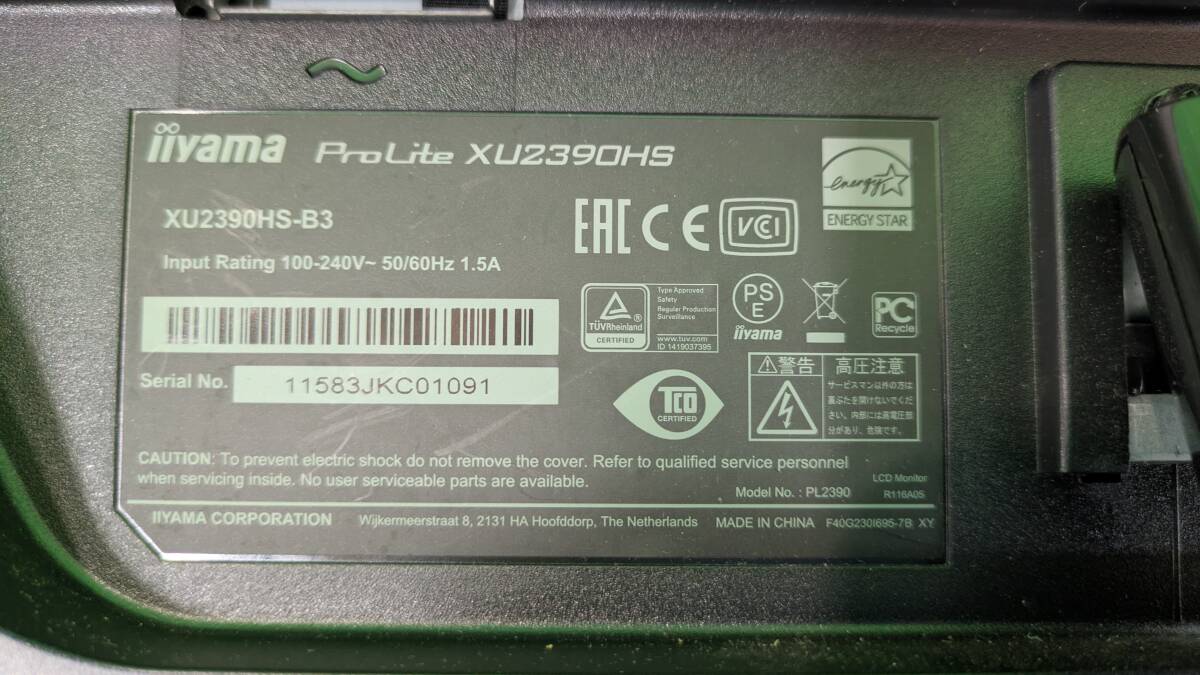 iiyama ProLite XU2390HS
XU2390HS-B3
Input Rating 100-240V~ 50/60Hz 1.5A
Serial No. 11583JKC01091
energy
ENERGY STAR
EAC CE VCCI
TÜVRheinland
CERTIFIED
Type Approved
Safety
Regular Production
Surveillance
www.tuv.com
ID 1419037395
PS
E
iiyama
PC
Recycle
TCO
CERTIFIED
警告
高圧注意
サービスマン以外の方は
裏ぶたを開けないでくだ
さい。内部には高電圧部
分があり、危険です。
CAUTION: To prevent electric shock do not remove the cover. Refer to qualified service personnel
when servicing inside. No user serviceable parts are available.
Model No. : PL2390
LCD Monitor
R116A05
IIYAMA CORPORATION Wijkermeerstraat 8, 2131 HA Hoofddorp, The Netherlands MADE IN CHINA F40G230I695-7B XY